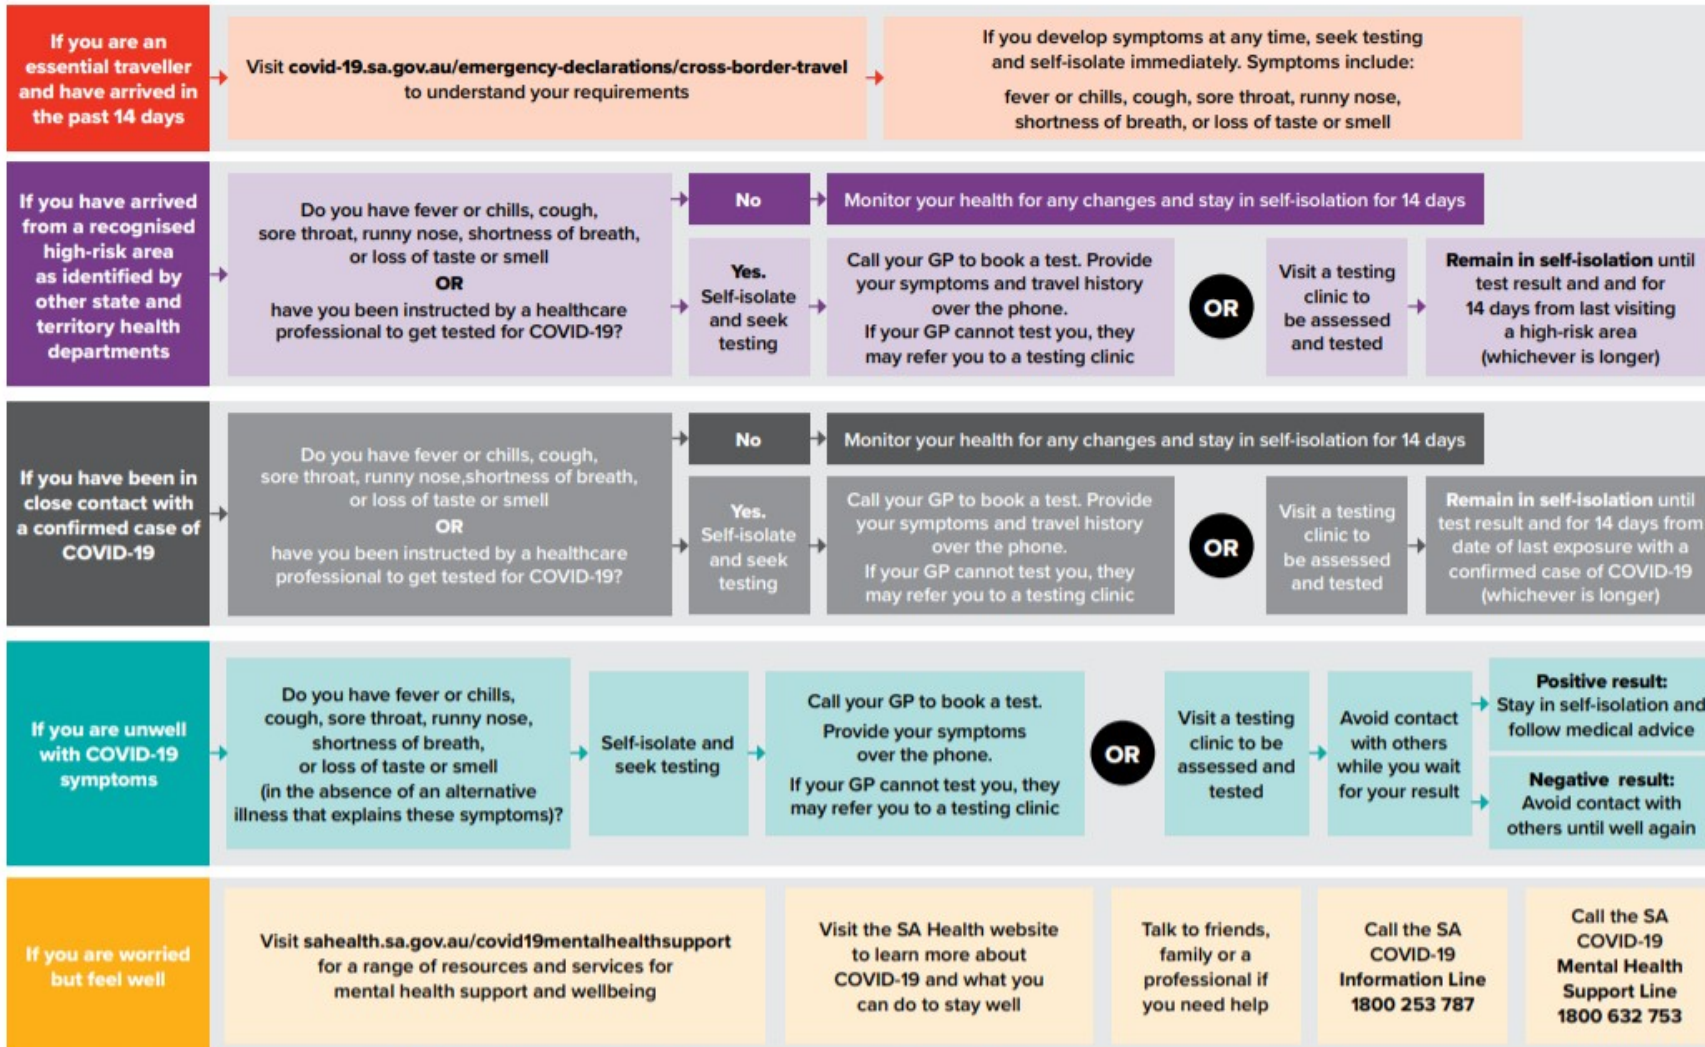 If you are an
essential traveller
and have arrived in
the past 14 days
Visit covid-19.sa.gov.au/emergency-declarations/cross-border-travel
to understand your requirements
If you develop symptoms at any time, seek testing
and self-isolate immediately. Symptoms include:
fever or chills, cough, sore throat, runny nose,
shortness of breath, or loss of taste or smell
If you have arrived
from a recognised
high-risk area
as identified by
other state and
territory health
departments
Do you have fever or chills, cough,
sore throat, runny nose, shortness of breath,
or loss of taste or smell
OR
have you been instructed by a healthcare
professional to get tested for COVID-19?
No
Monitor your health for any changes and stay in self-isolation for 14 days
Yes.
Self-isolate
and seek
testing
Call your GP to book a test. Provide
your symptoms and travel history
over the phone.
If your GP cannot test you, they
may refer you to a testing clinic
OR
Visit a testing
clinic to
be assessed
and tested
Remain in self-isolation until
test result and and for
14 days from last visiting
a high-risk area
(whichever is longer)
If you have been in
close contact with
a confirmed case of
COVID-19
Do you have fever or chills, cough,
sore throat, runny nose,shortness of breath,
or loss of taste or smell
OR
have you been instructed by a healthcare
professional to get tested for COVID-19?
No
Monitor your health for any changes and stay in self-isolation for 14 days
Yes.
Self-isolate
and seek
testing
Call your GP to book a test. Provide
your symptoms and travel history
over the phone.
If your GP cannot test you, they
may refer you to a testing clinic
OR
Visit a testing
clinic to
be assessed
and tested
Remain in self-isolation until
test result and for 14 days from
date of last exposure with a
confirmed case of COVID-19
(whichever is longer)
If you are unwell
with COVID-19
symptoms
Do you have fever or chills,
cough, sore throat, runny nose,
shortness of breath,
or loss of taste or smell
(in the absence of an alternative
illness that explains these symptoms)?
Self-isolate and
seek testing
Call your GP to book a test.
Provide your symptoms
over the phone.
If your GP cannot test you, they
may refer you to a testing clinic
OR
Visit a testing
clinic to be
assessed and
tested
Avoid contact
with others
while you wait
for your result
Positive result:
Stay in self-isolation and
follow medical advice
Negative result:
Avoid contact with
others until well again
If you are worried
but feel well
Visit sahealth.sa.gov.au/covid19mentalhealthsupport
for a range of resources and services for
mental health support and wellbeing
Visit the SA Health website
to learn more about
COVID-19 and what you
can do to stay well
Talk to friends,
family or a
professional if
you need help
Call the SA
COVID-19
Information Line
1800 253 787
Call the SA
COVID-19
Mental Health
Support Line
1800 632 753